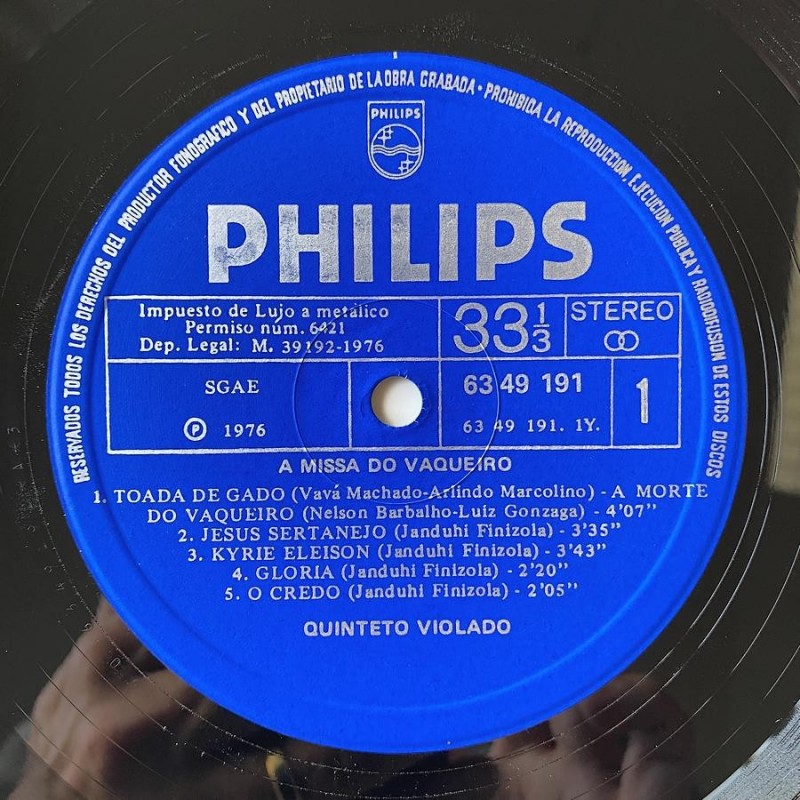 RESERVADOS TODOS LOS DERECHOS DEL PRODUCTOR FONOGRAFICO Y DEL PROPIETARIO DE LA OBRA GRABADA • PROHIBIDA LA REPRODUCCION, EJECUCION PUBLICA Y RADIODIFUSION DE ESTOS DISCOS
PHILIPS
PHILIPS
Impuesto de Lujo a metálico
Permiso núm. 6421
Dep. Legal: M. 39192-1976
33 1/3
STEREO
SGAE
Ⓟ 1976
63 49 191
63 49 191. 1Y.
1
A MISSA DO VAQUEIRO
1. TOADA DE GADO (Vavá Machado-Arlindo Marcolino) - A MORTE
DO VAQUEIRO (Nelson Barbalho-Luiz Gonzaga) - 4'07"
2. JESUS SERTANEJO (Janduhi Finizola) - 3'35"
3. KYRIE ELEISON (Janduhi Finizola) - 3'43"
4. GLORIA (Janduhi Finizola) - 2'20"
5. O CREDO (Janduhi Finizola) - 2'05"
QUINTETO VIOLADO